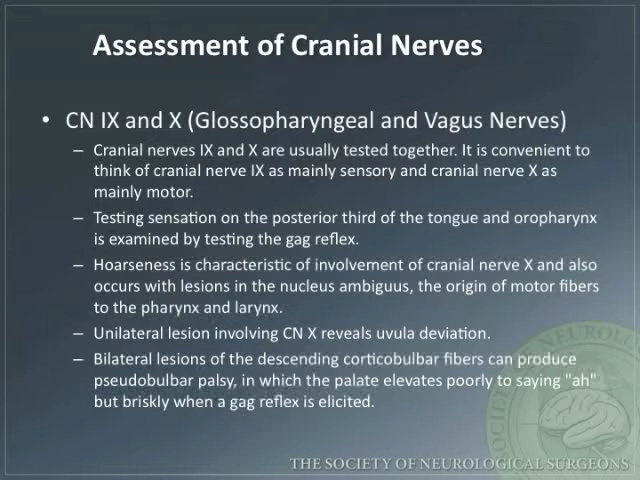 Assessment of Cranial Nerves
• CN IX and X (Glossopharyngeal and Vagus Nerves)
– Cranial nerves IX and X are usually tested together. It is convenient to
think of cranial nerve IX as mainly sensory and cranial nerve X as
mainly motor.
– Testing sensation on the posterior third of the tongue and oropharynx
is examined by testing the gag reflex.
– Hoarseness is characteristic of involvement of cranial nerve X and also
occurs with lesions in the nucleus ambiguus, the origin of motor fibers
to the pharynx and larynx.
– Unilateral lesion involving CN X reveals uvula deviation.
– Bilateral lesions of the descending corticobulbar fibers can produce
pseudobulbar palsy, in which the palate elevates poorly to saying "ah"
but briskly when a gag reflex is elicited.
THE SOCIETY OF NEUROLOGICAL SURGEONS